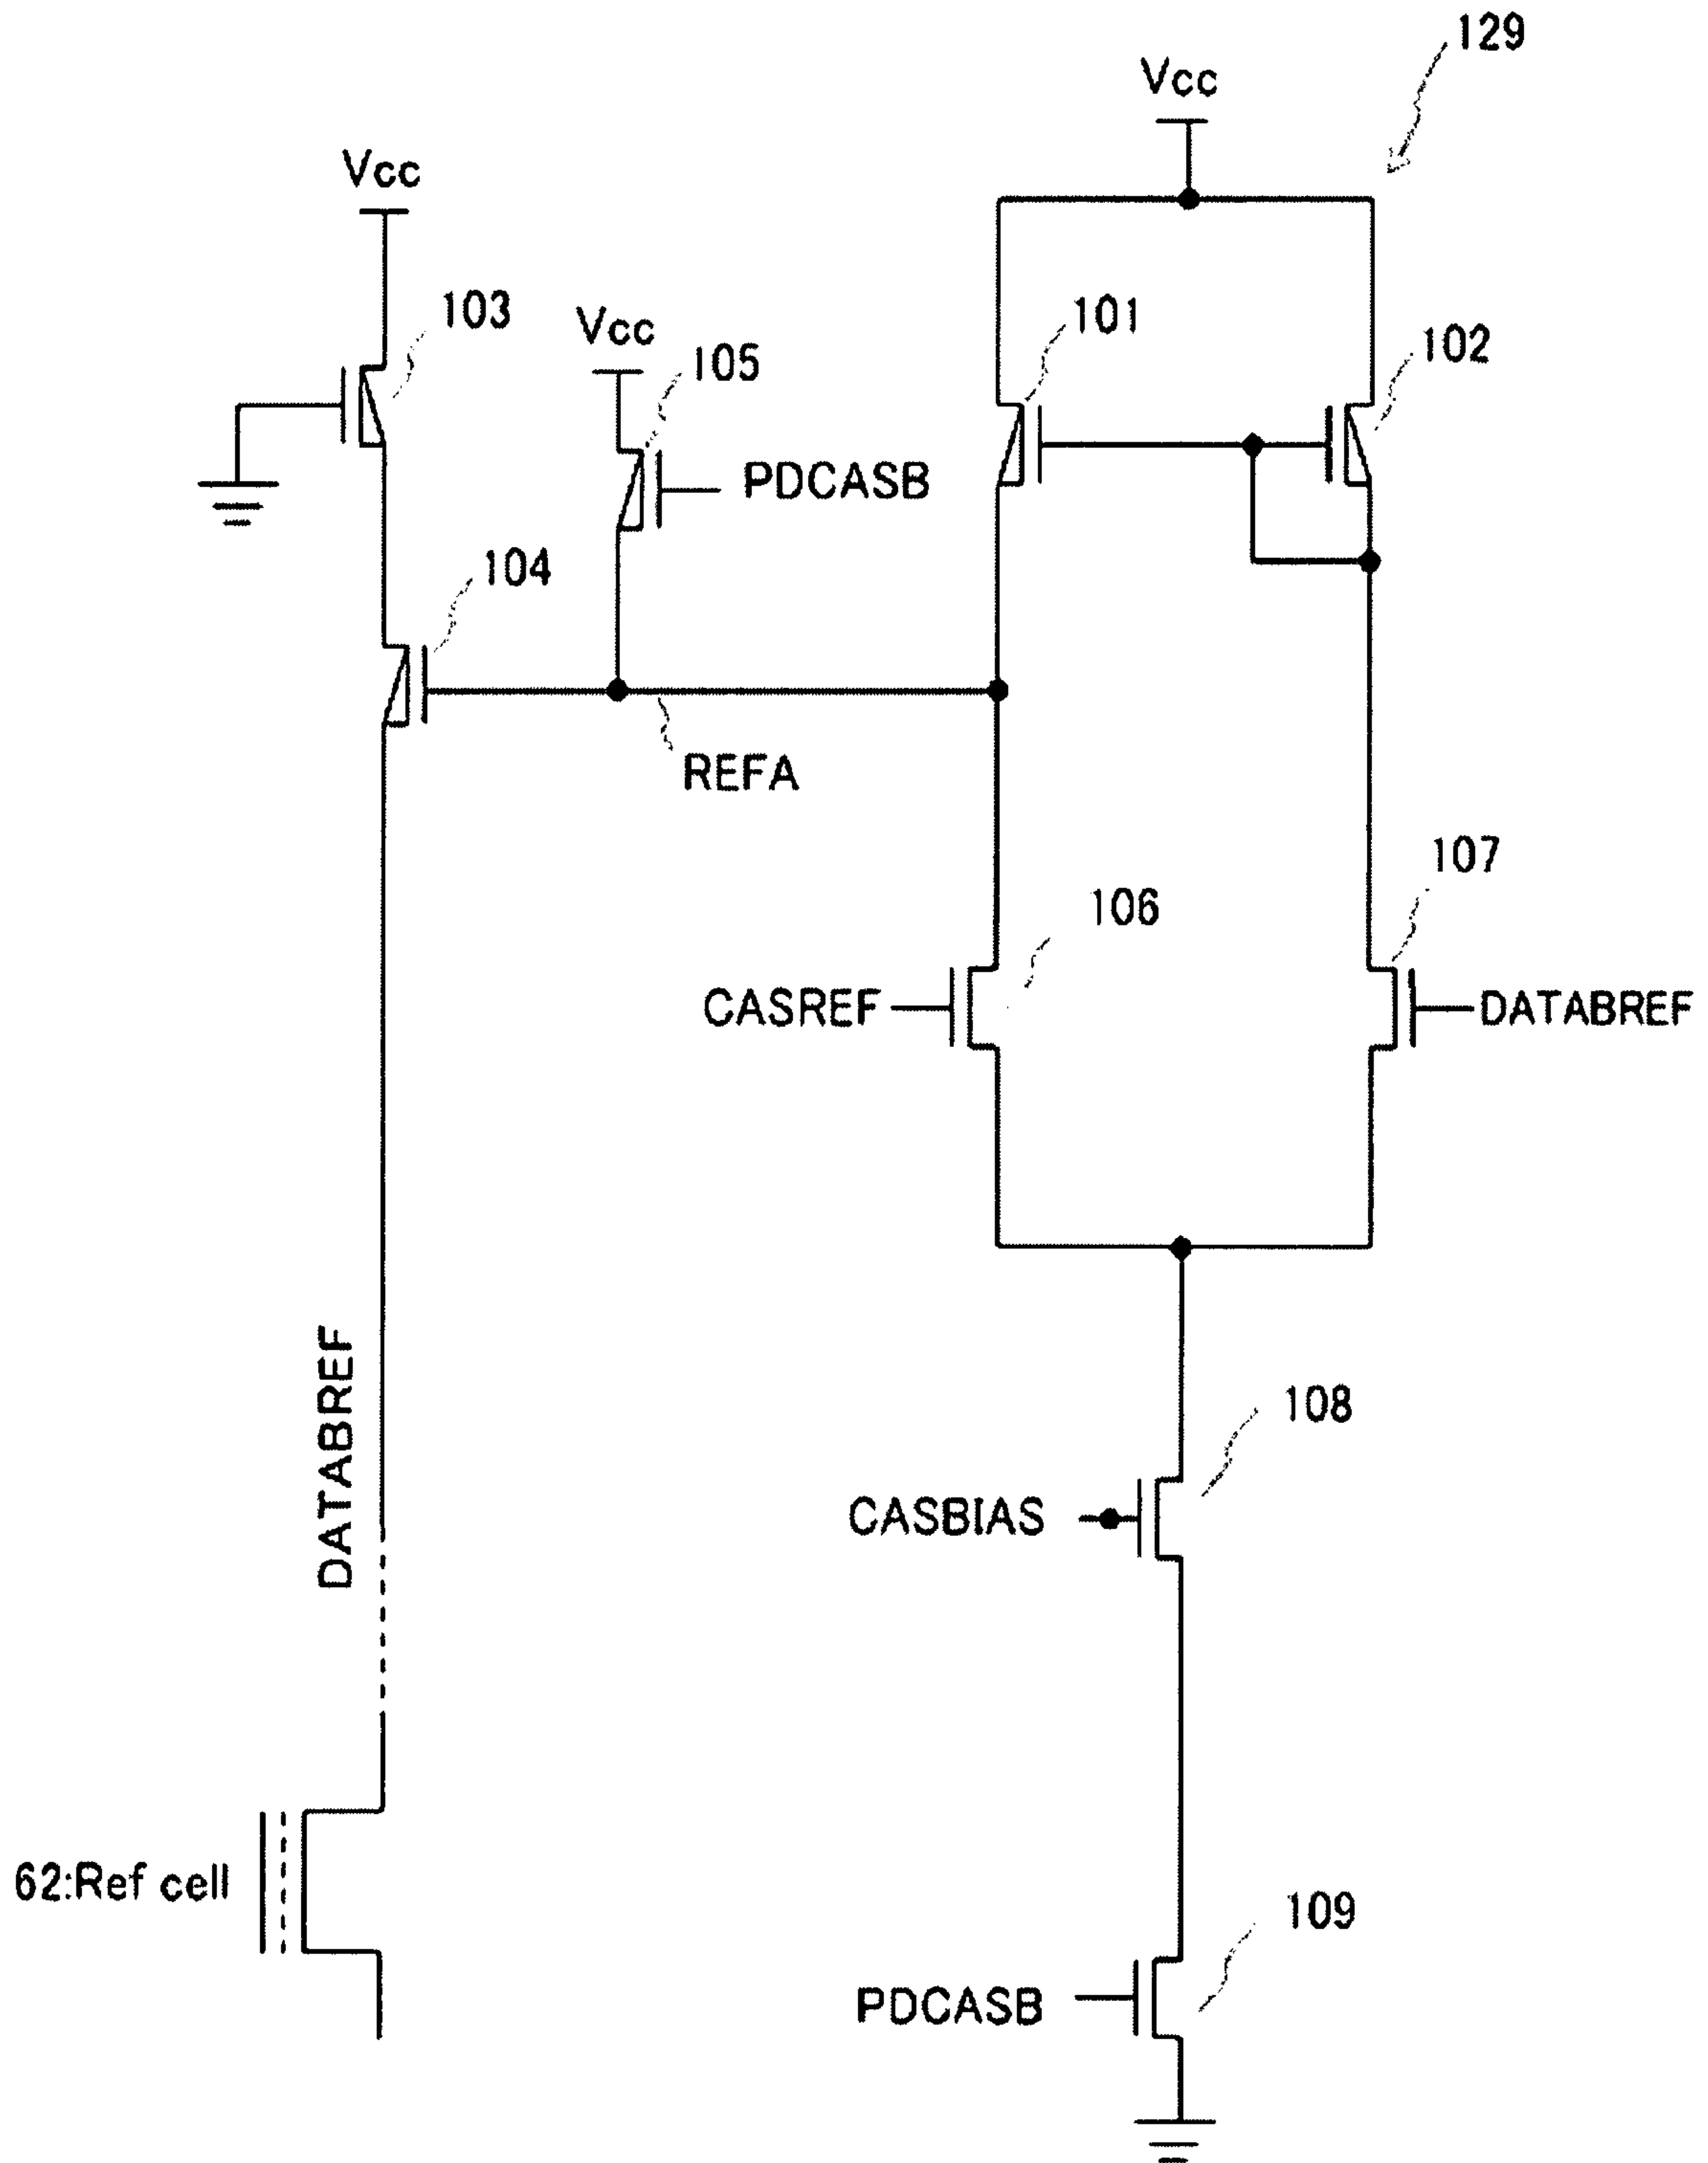 129
Vcc
Vcc
103
Vcc
105
101
102
PDCASB
104
REFA
107
106
CASREF
DATABREF
DATABREF
108
CASBIAS
62:Ref cell
109
PDCASB